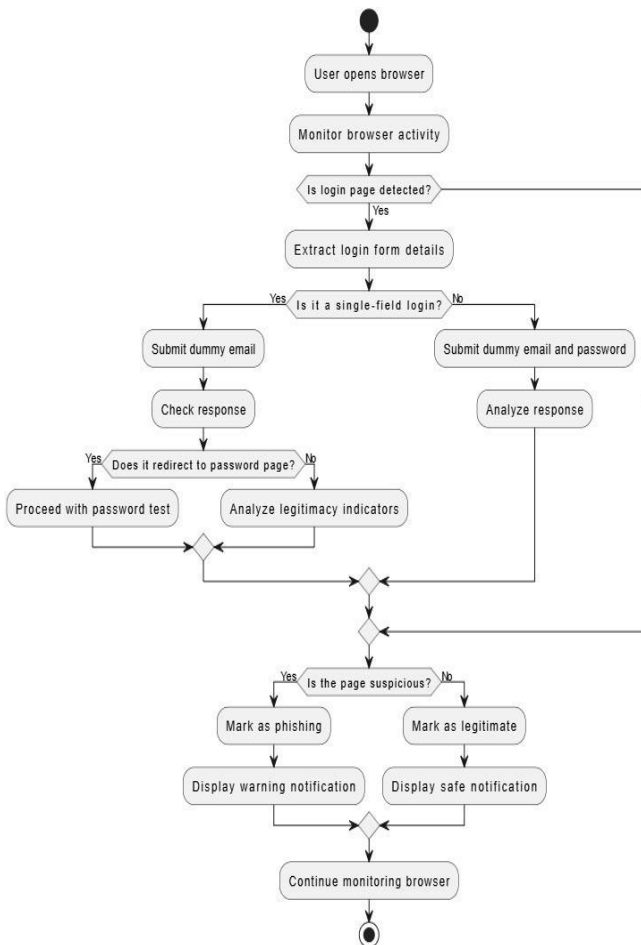 User opens browser
Monitor browser activity
Is login page detected?
Yes
Extract login form details
Yes
Is it a single-field login?
No
Submit dummy email
Submit dummy email and password
Check response
Analyze response
Yes
Does it redirect to password page?
No
Proceed with password test
Analyze legitimacy indicators
Yes
Is the page suspicious?
No
Mark as phishing
Mark as legitimate
Display warning notification
Display safe notification
Continue monitoring browser